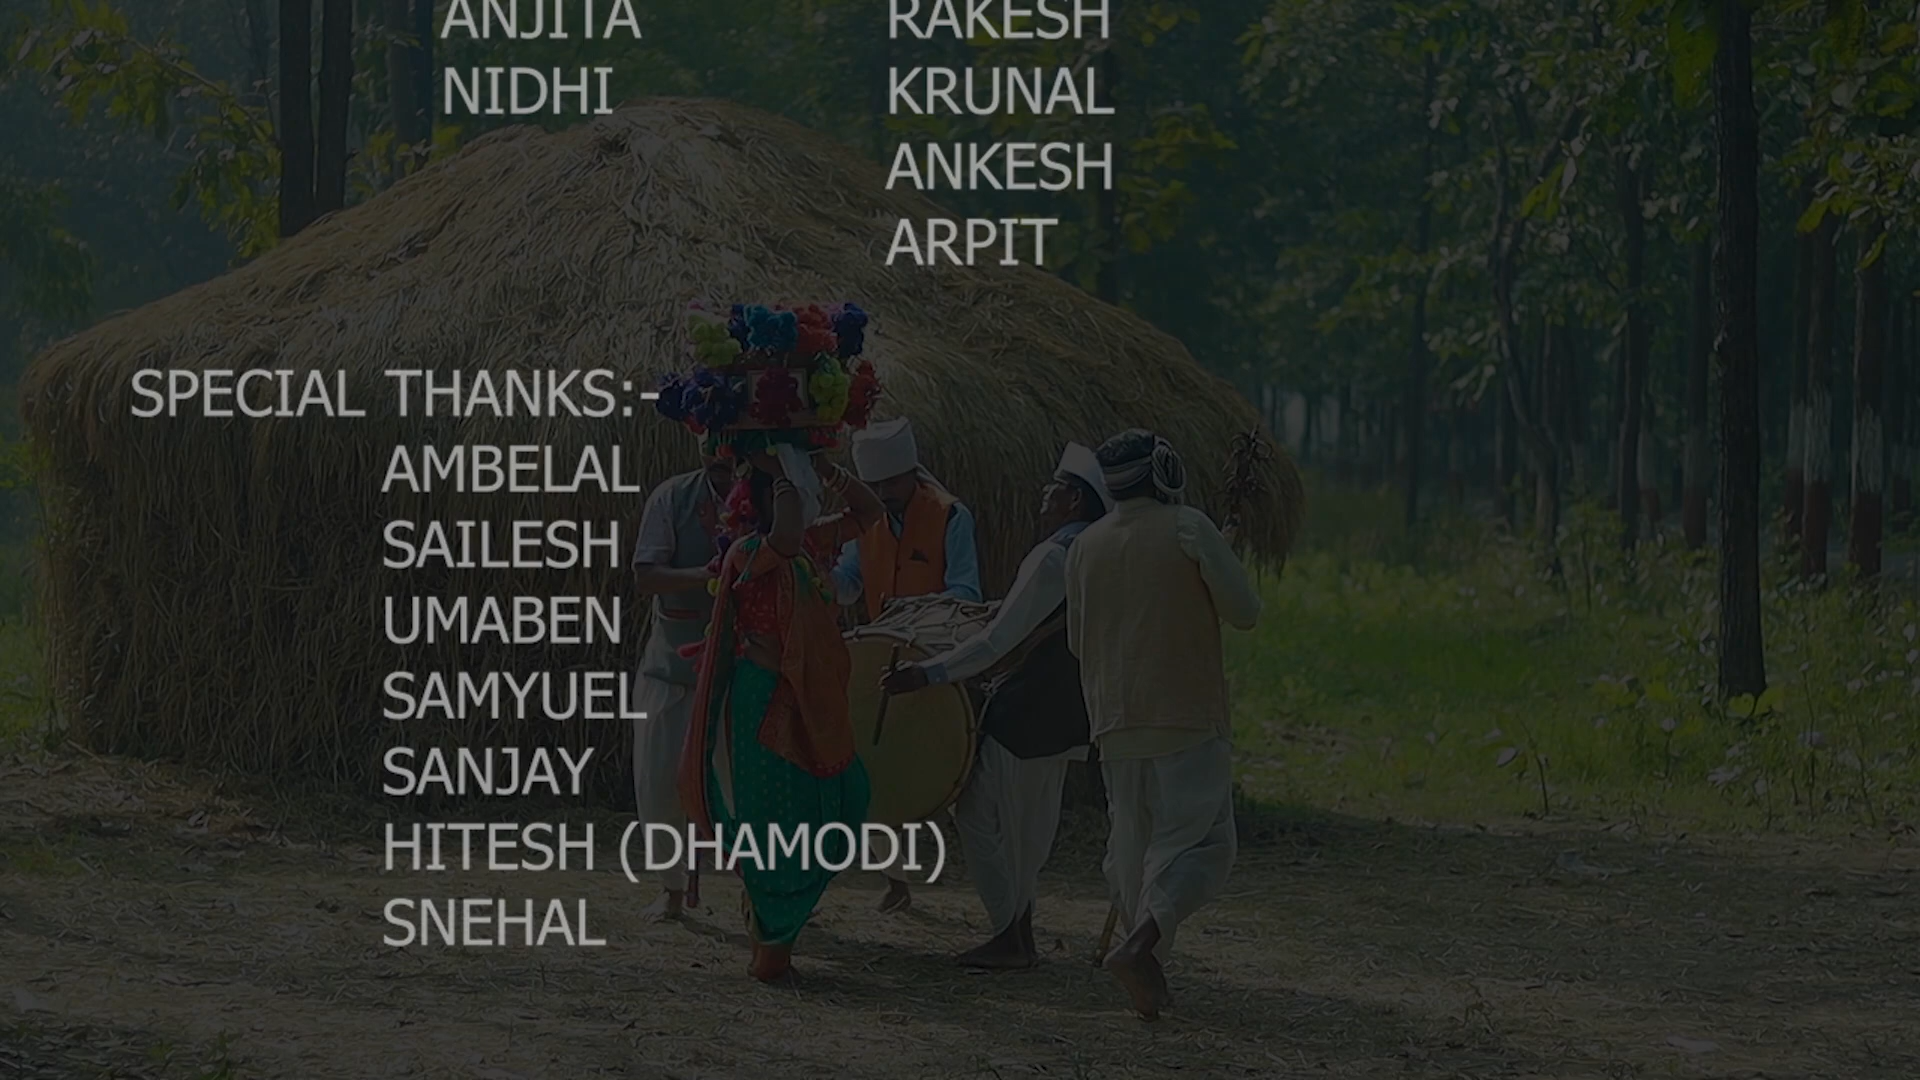 ANJITA RAKESH
NIDHI KRUNAL
ANKESH
ARPIT
SPECIAL THANKS:-
AMBELAL
SAILESH
UMABEN
SAMYUEL
SANJAY
HITESH (DHAMODI)
SNEHAL